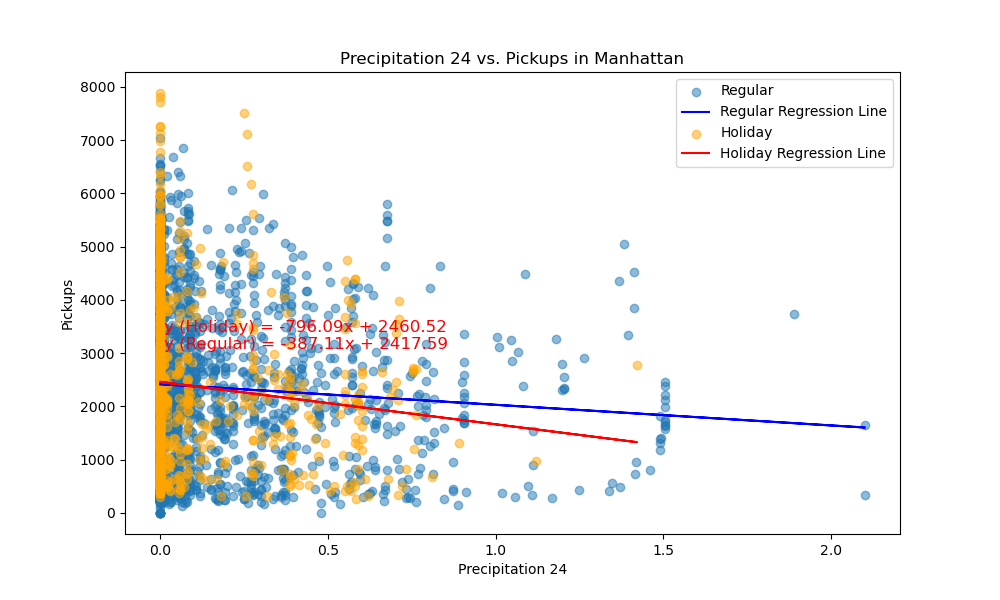 Precipitation 24 vs. Pickups in Manhattan
Regular
Regular Regression Line
Holiday
Holiday Regression Line
8000
7000
6000
5000
4000
3000
2000
1000
0
Pickups
y (Holiday) = -796.09x + 2460.52
y (Regular) = -387.11x + 2417.59
0.0
0.5
1.0
1.5
2.0
Precipitation 24